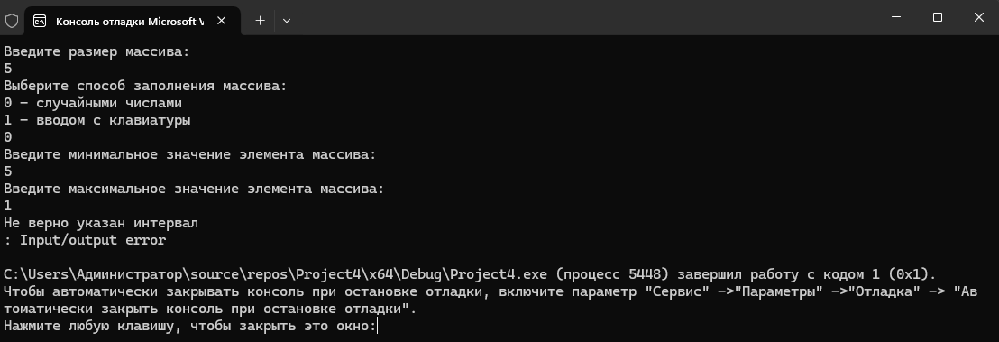 Консоль отладки Microsoft V
Введите размер массива:
5
Выберите способ заполнения массива:
0 - случайными числами
1 - вводом с клавиатуры
0
Введите минимальное значение элемента массива:
5
Введите максимальное значение элемента массива:
1
Не верно указан интервал
: Input/output error
C:\Users\Администратор\source\repos\Project4\x64\Debug\Project4.exe (процесс 5448) завершил работу с кодом 1 (0x1).
Чтобы автоматически закрывать консоль при остановке отладки, включите параметр "Сервис" ->"Параметры" ->"Отладка" -> "Ав
томатически закрыть консоль при остановке отладки".
Нажмите любую клавишу, чтобы закрыть это окно: